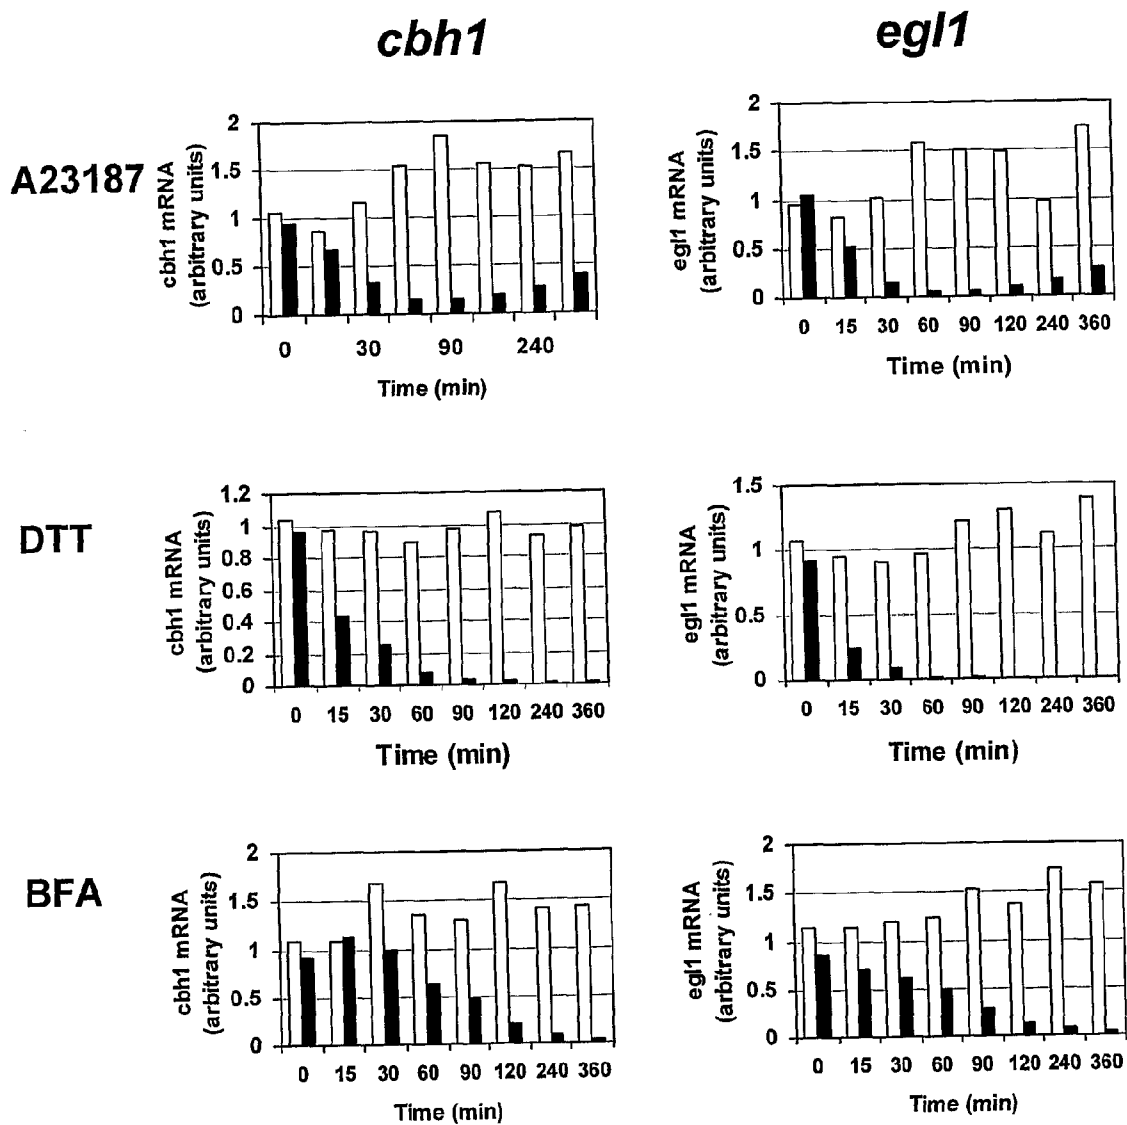 cbh1
egl1
A23187
cbh1 mRNA
(arbitrary units)
2
1.5
1
0.5
0
0 30 90 240
Time (min)
egl1 mRNA
(arbitrary units)
2
1.5
1
0.5
0
0 15 30 60 90 120 240 360
Time (min)
DTT
cbh1 mRNA
(arbitrary units)
1.2
1
0.8
0.6
0.4
0.2
0
0 15 30 60 90 120 240 360
Time (min)
egl1 mRNA
(arbitrary units)
1.5
1
0.5
0
0 15 30 60 90 120 240 360
Time (min)
BFA
cbh1 mRNA
(arbitrary units)
2
1.5
1
0.5
0
0 15 30 60 90 120 240 360
Time (min)
egl1 mRNA
(arbitrary units)
2
1.5
1
0.5
0
0 15 30 60 90 120 240 360
Time (min)